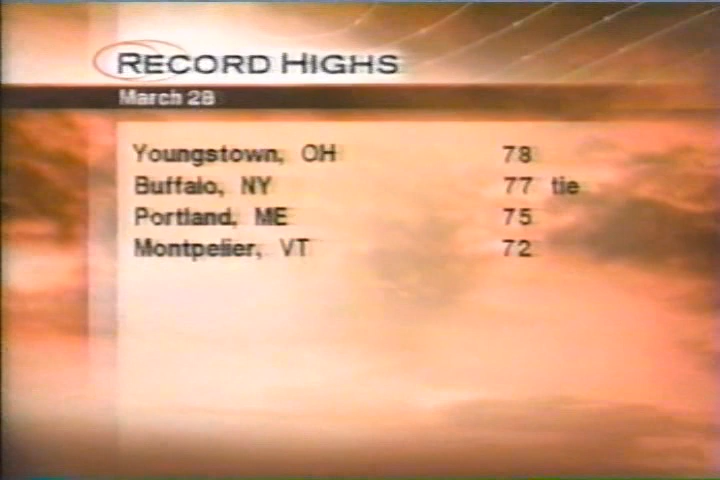 RECORD HIGHS
March 28
Youngstown, OH 78
Buffalo, NY 77 tie
Portland, ME 75
Montpelier, VT 72